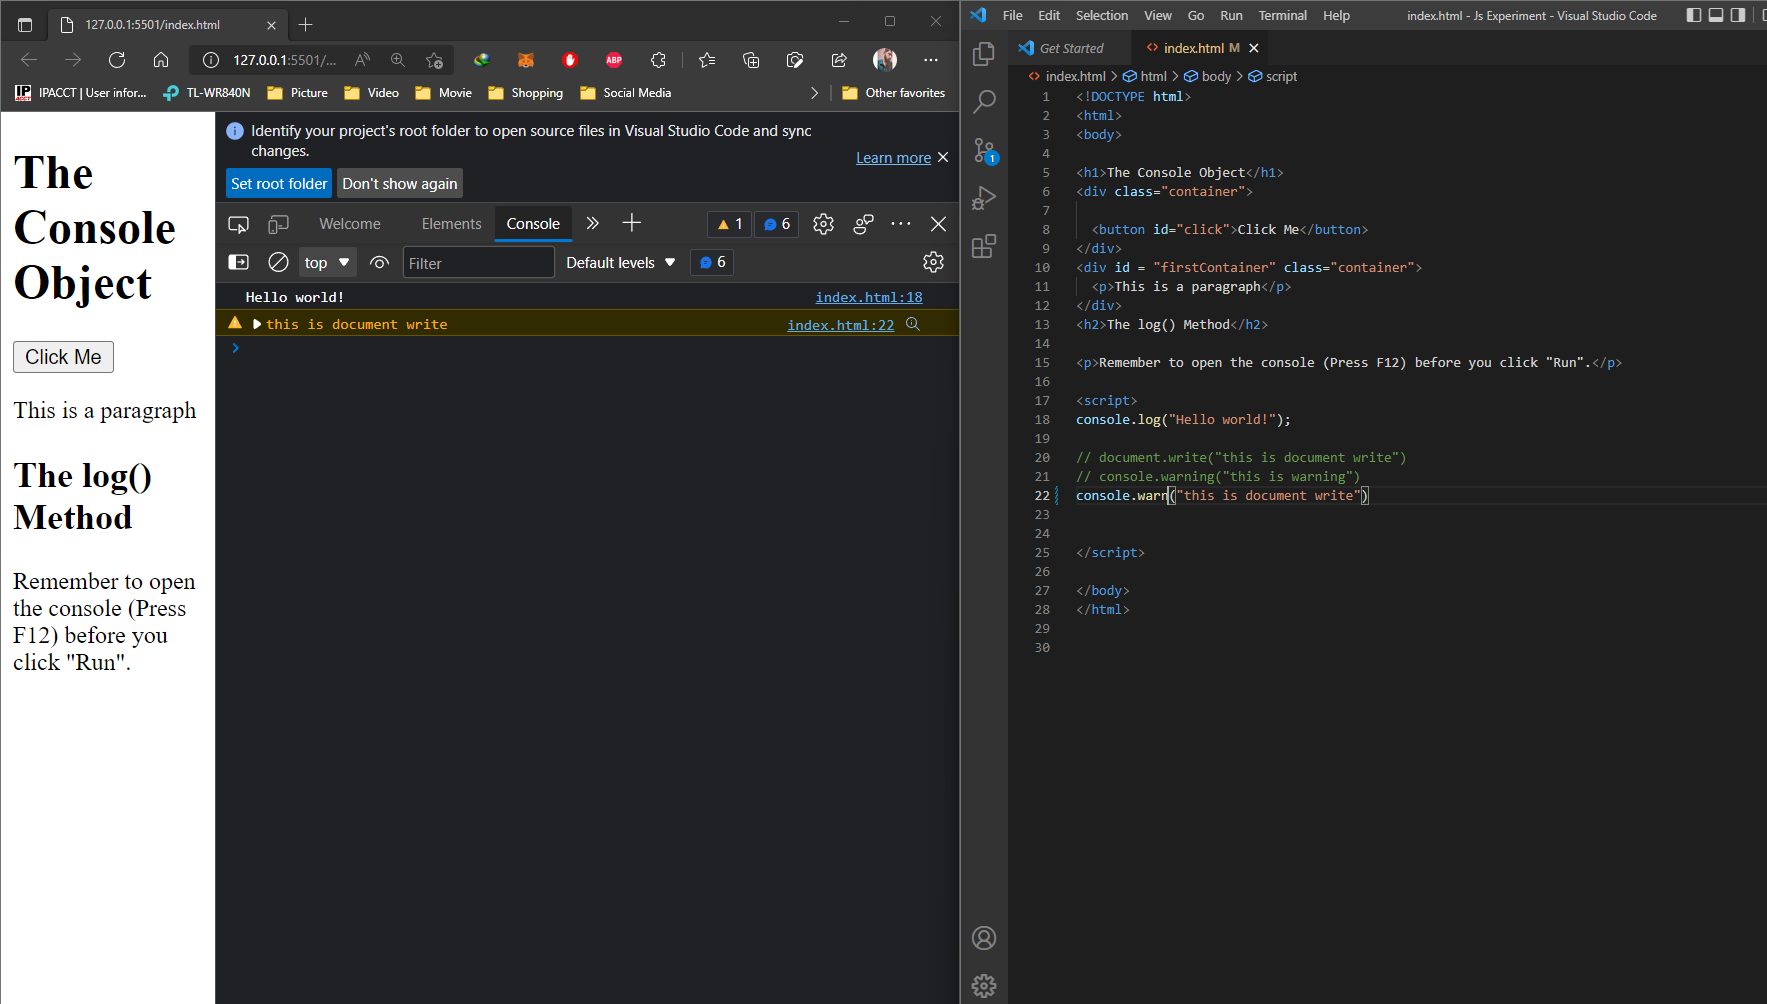 127.0.0.1:5501/index.html
127.0.0.1:5501/...
IPACCT | User infor...
TL-WR840N
Picture
Video
Movie
Shopping
Social Media
Other favorites
The
Console
Object
Click Me
This is a paragraph
The log()
Method
Remember to open
the console (Press
F12) before you
click "Run".
Identify your project's root folder to open source files in Visual Studio Code and sync
changes.
Learn more
Set root folder
Don't show again
Welcome
Elements
Console
1
6
top
Filter
Default levels
6
Hello world!
index.html:18
this is document write
index.html:22
File Edit Selection View Go Run Terminal Help
index.html - Js Experiment - Visual Studio Code
Get Started
index.html M
index.html > html > body > script
1
1 <!DOCTYPE html>
2 <html>
3 <body>
4
5 <h1>The Console Object</h1>
6 <div class="container">
7
8 <button id="click">Click Me</button>
9 </div>
10 <div id = "firstContainer" class="container">
11 <p>This is a paragraph</p>
12 </div>
13 <h2>The log() Method</h2>
14
15 <p>Remember to open the console (Press F12) before you click "Run".</p>
16
17 <script>
18 console.log("Hello world!");
19
20 // document.write("this is document write")
21 // console.warning("this is warning")
22 console.warn("this is document write")
23
24
25 </script>
26
27 </body>
28 </html>
29
30